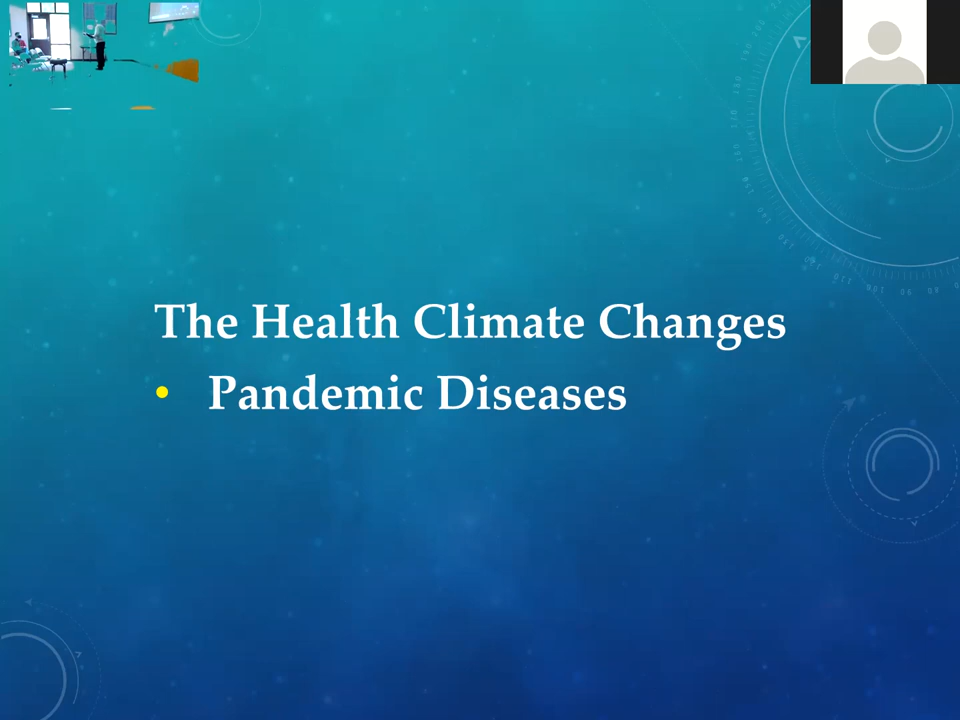 The Health Climate Changes
• Pandemic Diseases